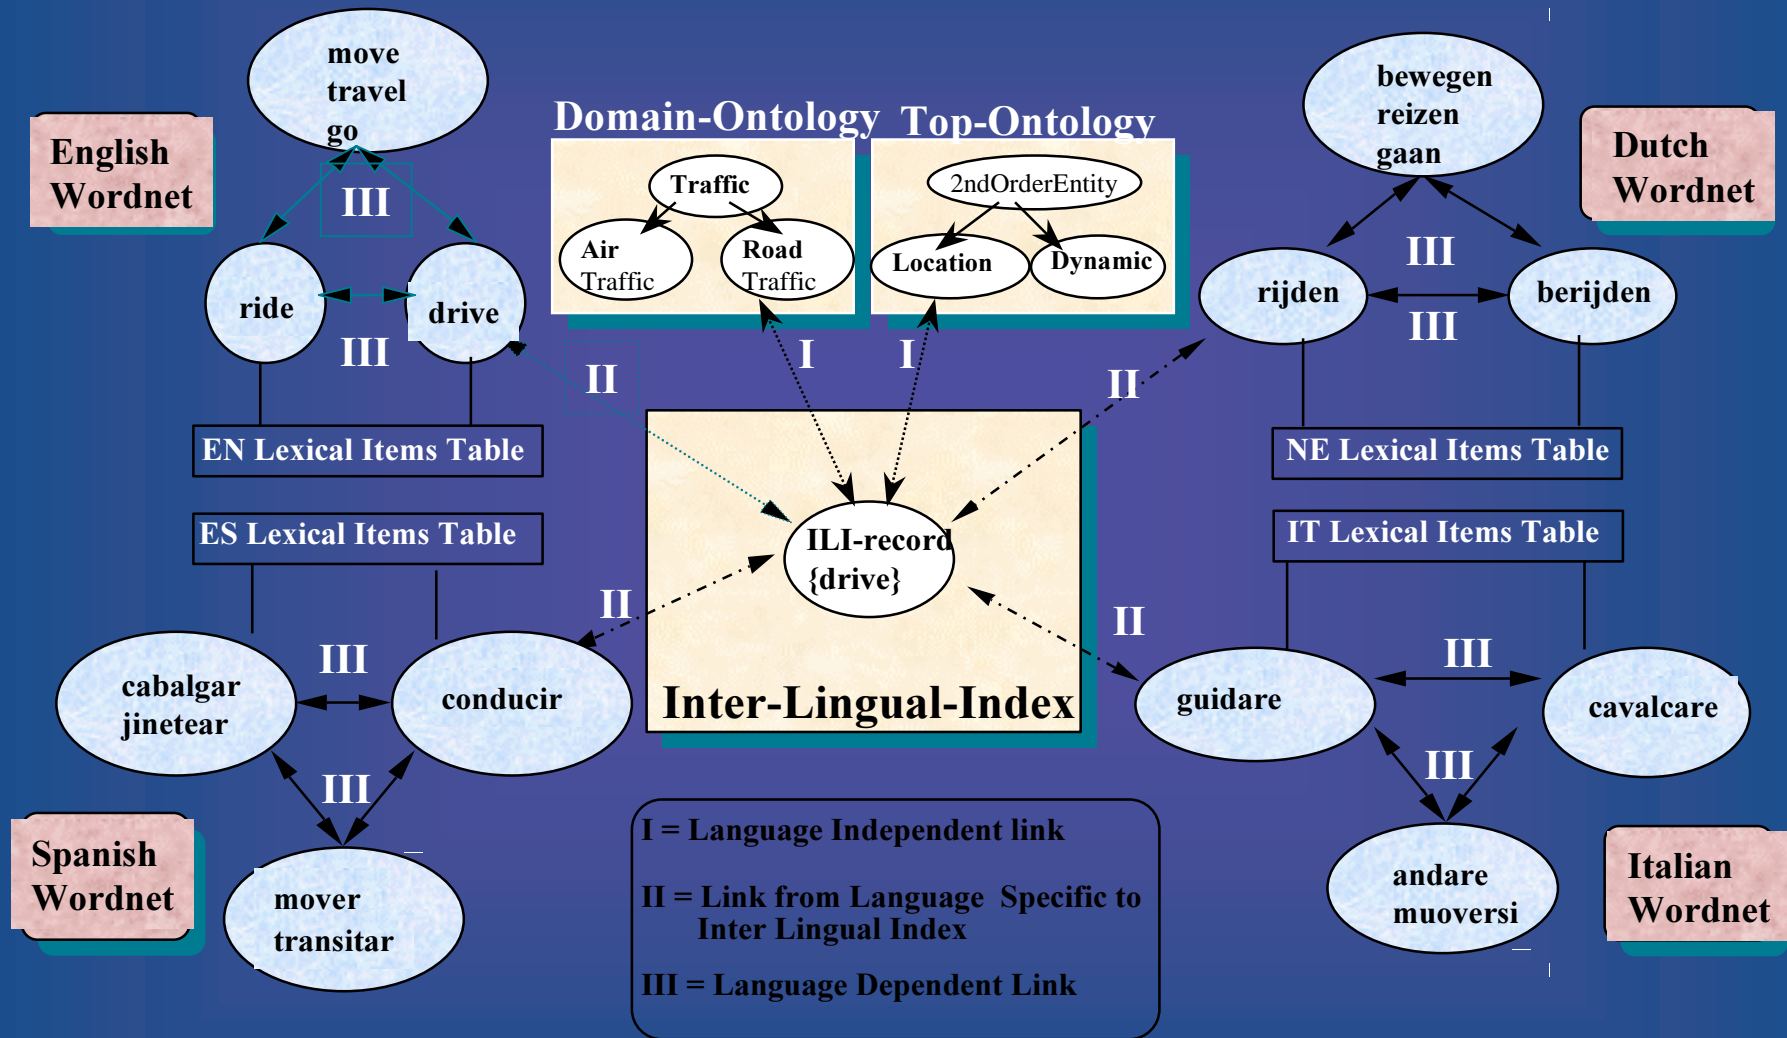 move
travel
go
English
Wordnet
III
ride
drive
III
II
EN Lexical Items Table
Domain-Ontology
Traffic
Air
Traffic
Road
Traffic
Top-Ontology
2ndOrderEntity
Location
Dynamic
I
I
bewegen
reizen
gaan
Dutch
Wordnet
III
rijden
berijden
III
II
NE Lexical Items Table
ILI-record
{drive}
Inter-Lingual-Index
ES Lexical Items Table
II
III
cabalgar
jinetear
conducir
III
Spanish
Wordnet
mover
transitar
IT Lexical Items Table
II
III
guidare
cavalcare
III
andare
muoversi
Italian
Wordnet
I = Language Independent link
II = Link from Language Specific to
Inter Lingual Index
III = Language Dependent Link